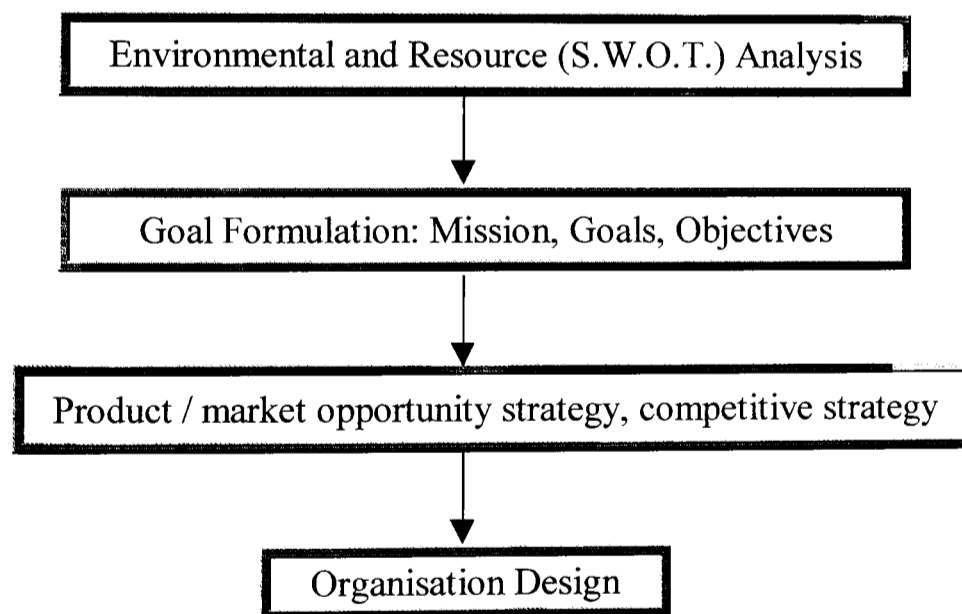 Environmental and Resource (S.W.O.T.) Analysis
Goal Formulation: Mission, Goals, Objectives
Product / market opportunity strategy, competitive strategy
Organisation Design